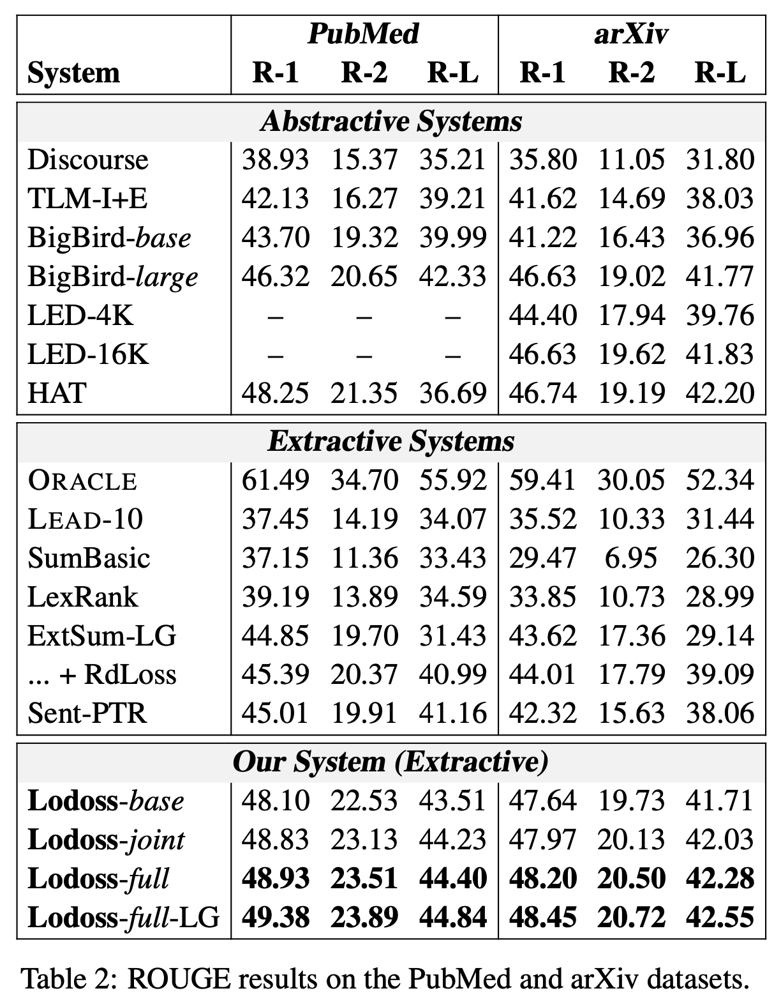 PubMed arXiv
System R-1 R-2 R-L R-1 R-2 R-L
Abstractive Systems
Discourse 38.93 15.37 35.21 35.80 11.05 31.80
TLM-I+E 42.13 16.27 39.21 41.62 14.69 38.03
BigBird-base 43.70 19.32 39.99 41.22 16.43 36.96
BigBird-large 46.32 20.65 42.33 46.63 19.02 41.77
LED-4K – – – 44.40 17.94 39.76
LED-16K – – – 46.63 19.62 41.83
HAT 48.25 21.35 36.69 46.74 19.19 42.20
Extractive Systems
ORACLE 61.49 34.70 55.92 59.41 30.05 52.34
LEAD-10 37.45 14.19 34.07 35.52 10.33 31.44
SumBasic 37.15 11.36 33.43 29.47 6.95 26.30
LexRank 39.19 13.89 34.59 33.85 10.73 28.99
ExtSum-LG 44.85 19.70 31.43 43.62 17.36 29.14
... + RdLoss 45.39 20.37 40.99 44.01 17.79 39.09
Sent-PTR 45.01 19.91 41.16 42.32 15.63 38.06
Our System (Extractive)
Lodoss-base 48.10 22.53 43.51 47.64 19.73 41.71
Lodoss-joint 48.83 23.13 44.23 47.97 20.13 42.03
Lodoss-full 48.93 23.51 44.40 48.20 20.50 42.28
Lodoss-full-LG 49.38 23.89 44.84 48.45 20.72 42.55
Table 2: ROUGE results on the PubMed and arXiv datasets.